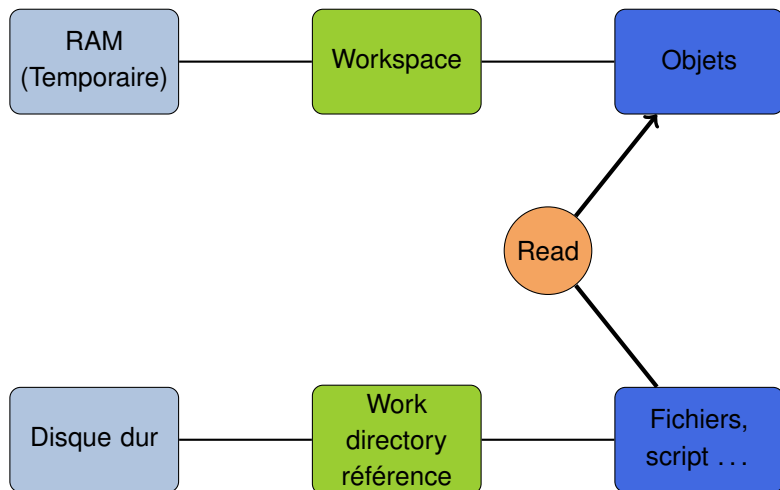 RAM
(Temporaire)
Workspace
Objets
Read
Disque dur
Work
directory
référence
Fichiers,
script . . .